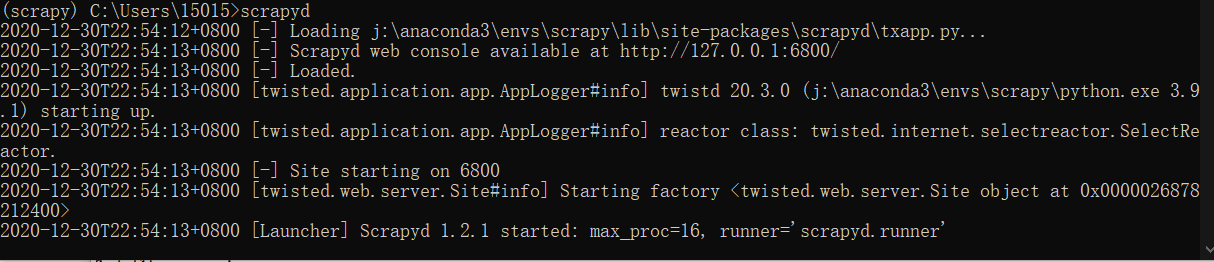 (scrapy) C:\Users\15015>scrapyd
2020-12-30T22:54:12+0800 [-] Loading j:\anaconda3\envs\scrapy\lib\site-packages\scrapyd\txapp.py...
2020-12-30T22:54:13+0800 [-] Scrapyd web console available at http://127.0.0.1:6800/
2020-12-30T22:54:13+0800 [-] Loaded.
2020-12-30T22:54:13+0800 [twisted.application.app.AppLogger#info] twistd 20.3.0 (j:\anaconda3\envs\scrapy\python.exe 3.9
.1) starting up.
2020-12-30T22:54:13+0800 [twisted.application.app.AppLogger#info] reactor class: twisted.internet.selectreactor.SelectRe
actor.
2020-12-30T22:54:13+0800 [-] Site starting on 6800
2020-12-30T22:54:13+0800 [twisted.web.server.Site#info] Starting factory <twisted.web.server.Site object at 0x0000026878
212400>
2020-12-30T22:54:13+0800 [Launcher] Scrapyd 1.2.1 started: max_proc=16, runner='scrapyd.runner'